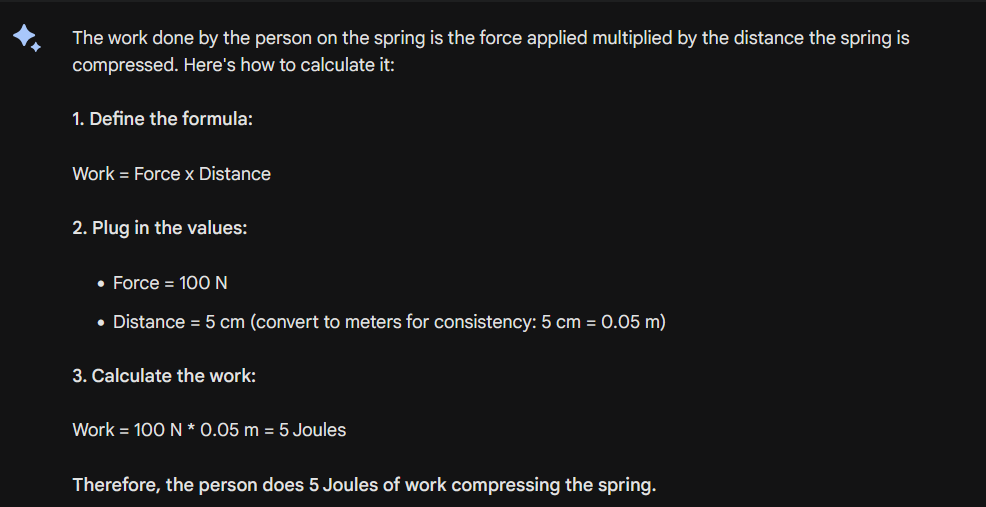 The work done by the person on the spring is the force applied multiplied by the distance the spring is
compressed. Here's how to calculate it:
1. Define the formula:
Work = Force x Distance
2. Plug in the values:
• Force = 100 N
• Distance = 5 cm (convert to meters for consistency: 5 cm = 0.05 m)
3. Calculate the work:
Work = 100 N * 0.05 m = 5 Joules
Therefore, the person does 5 Joules of work compressing the spring.